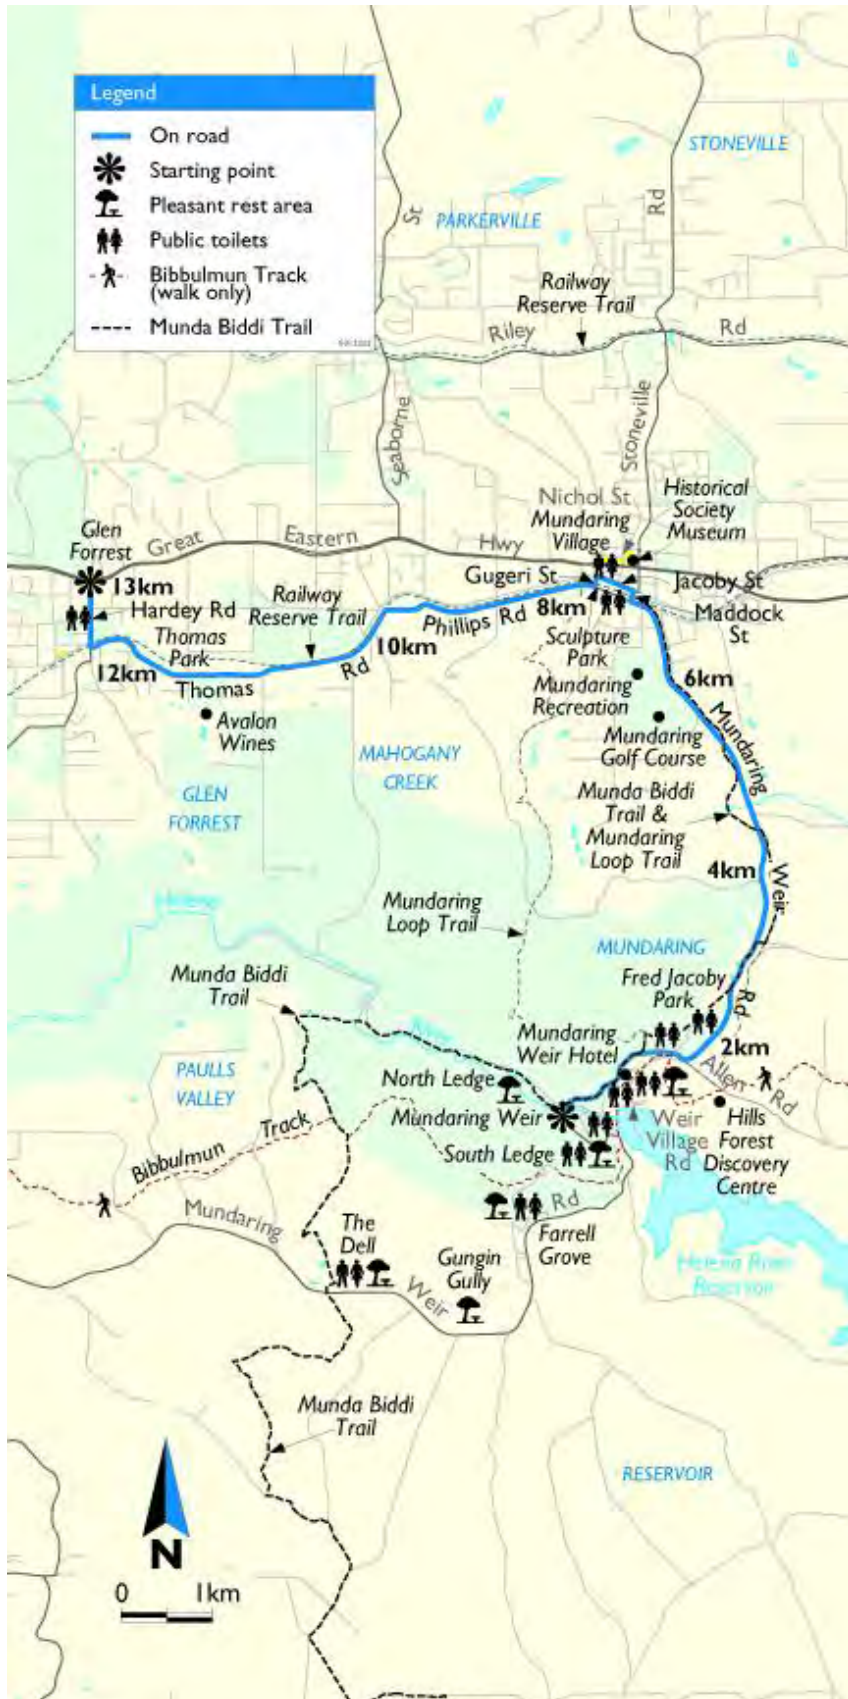 Legend
On road
Starting point
Pleasant rest area
Public toilets
Bibbulmun Track
(walk only)
Munda Biddi Trail
STONEVILLE
St
Rd
PARKERVILLE
Railway
Reserve Trail
Riley
Rd
Seaborne
Stoneville
Nichol St
Mundaring
Village
Historical
Society
Museum
Glen
Forrest
Great
Eastern
Hwy
Gugeri St
Jacoby St
13km
Hardey Rd
Railway
Reserve Trail
Phillips Rd
8km
Maddock
St
Thomas
Park
10km
Sculpture
Park
12km
Thomas
Rd
6km
Mundaring
Recreation
Avalon
Wines
Mundaring
Golf Course
Mundaring
MAHOGANY
CREEK
GLEN
FORREST
Munda Biddi
Trail &
Mundaring
Loop Trail
4km
Weir
Helena
Mundaring
Loop Trail
MUNDARING
Munda Biddi
Trail
Fred Jacoby
Park
Rd
River
Mundaring
Weir Hotel
2km
Allen
Rd
PAULLS
VALLEY
North Ledge
Mundaring Weir
Weir
Village
Rd
Hills
Forest
Discovery
Centre
Bibbulmun Track
South Ledge
Mundaring
Rd
The
Dell
Farrell
Grove
Gungin
Gully
Weir
Helena River
Reservoir
Munda Biddi
Trail
RESERVOIR
N
0 1km